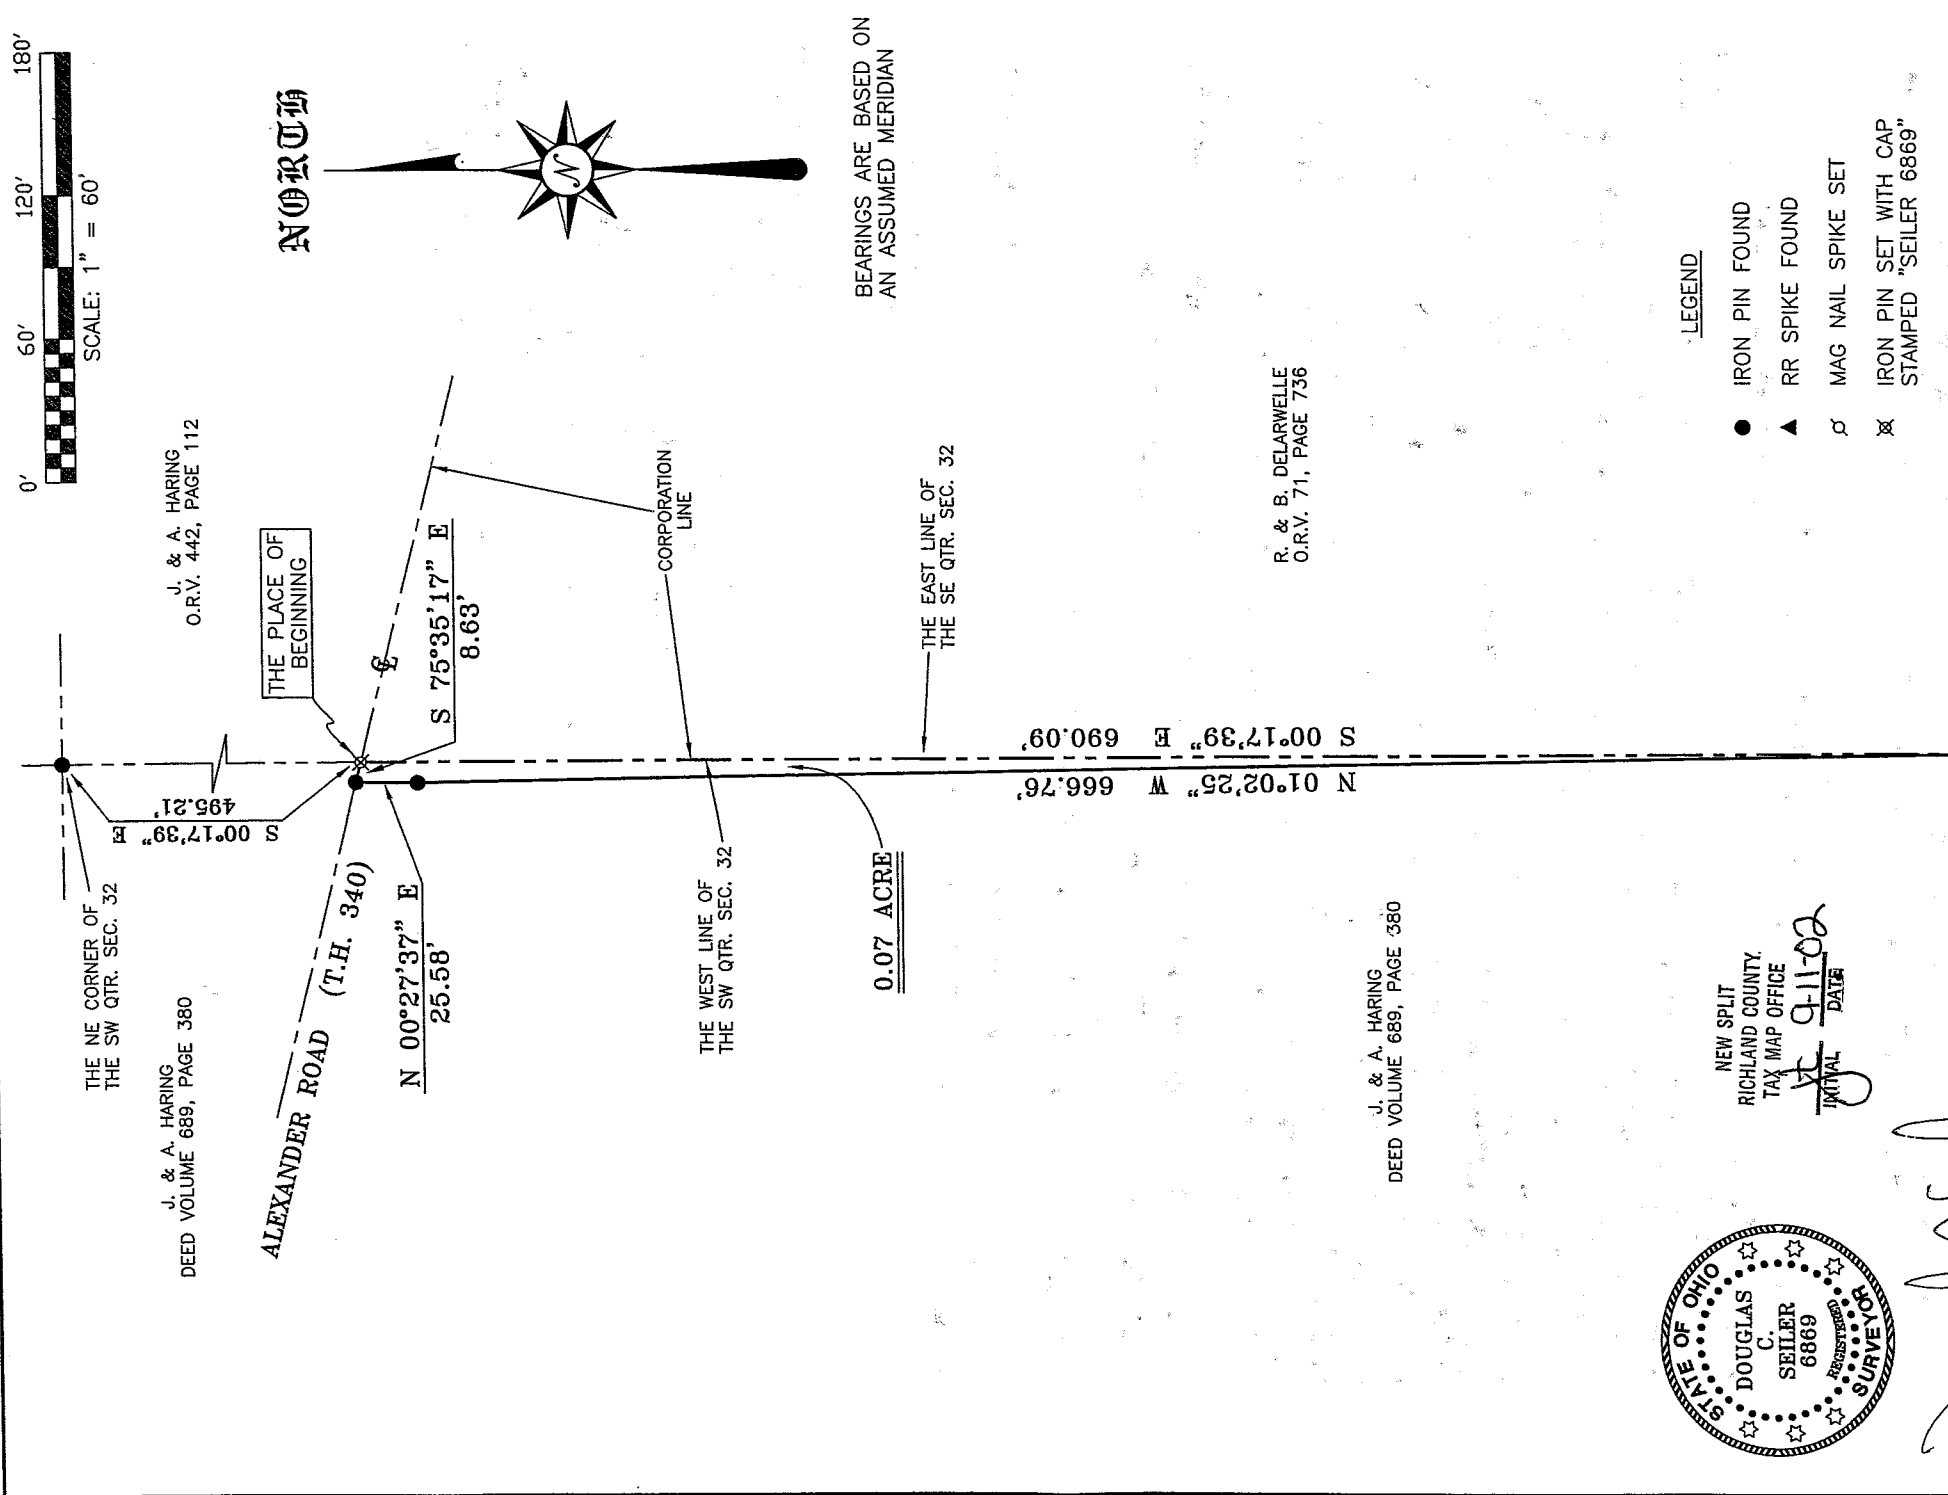 0' 60' 120' 180'
SCALE: 1" = 60'
NORTH
N
BEARINGS ARE BASED ON
AN ASSUMED MERIDIAN
J. & A. HARING
O.R.V. 442, PAGE 112
THE PLACE OF
BEGINNING
℄
S 75°35'17" E
8.63'
CORPORATION
LINE
THE NE CORNER OF
THE SW QTR. SEC. 32
S 00°17'39" E
495.21'
J. & A. HARING
DEED VOLUME 689, PAGE 380
ALEXANDER ROAD (T.H. 340)
N 00°27'37" E
25.58'
THE WEST LINE OF
THE SW QTR. SEC. 32
0.07 ACRE
THE EAST LINE OF
THE SE QTR. SEC. 32
S 00°17'39" E 690.09'
N 01°02'25" W 666.76'
R. & B. DELARWELLE
O.R.V. 71, PAGE 736
J. & A. HARING
DEED VOLUME 689, PAGE 380
LEGEND
IRON PIN FOUND
RR SPIKE FOUND
MAG NAIL SPIKE SET
IRON PIN SET WITH CAP
STAMPED "SEILER 6869"
NEW SPLIT
RICHLAND COUNTY.
TAX MAP OFFICE
9-11-02
INITIAL DATE
STATE OF OHIO
DOUGLAS
C.
SEILER
6869
REGISTERED
SURVEYOR